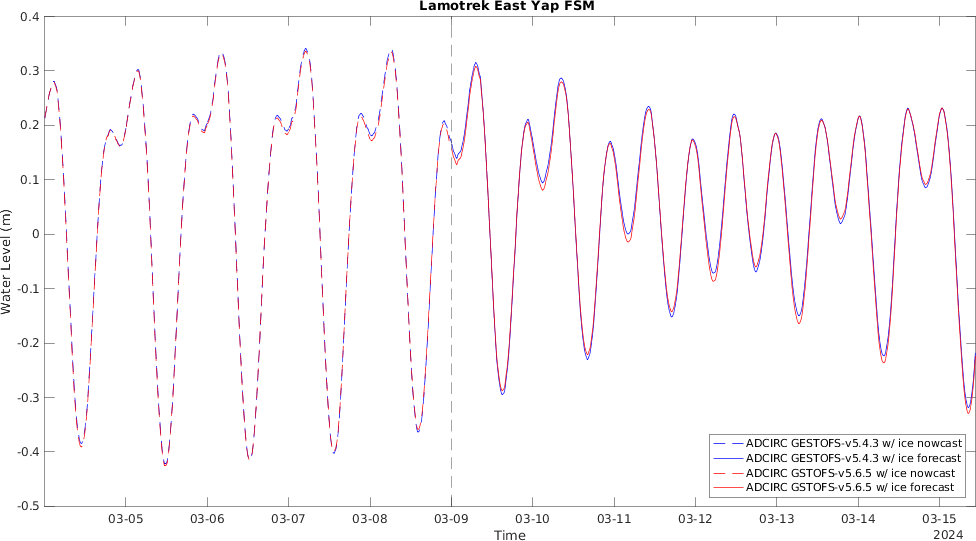 Lamotrek East Yap FSM
0.4
0.3
0.2
0.1
0
-0.1
-0.2
-0.3
-0.4
-0.5
Water Level (m)
ADCIRC GESTOFS-v5.4.3 w/ ice nowcast
ADCIRC GESTOFS-v5.4.3 w/ ice forecast
ADCIRC GSTOFS-v5.6.5 w/ ice nowcast
ADCIRC GSTOFS-v5.6.5 w/ ice forecast
03-05 03-06 03-07 03-08 03-09 03-10 03-11 03-12 03-13 03-14 03-15
Time
2024